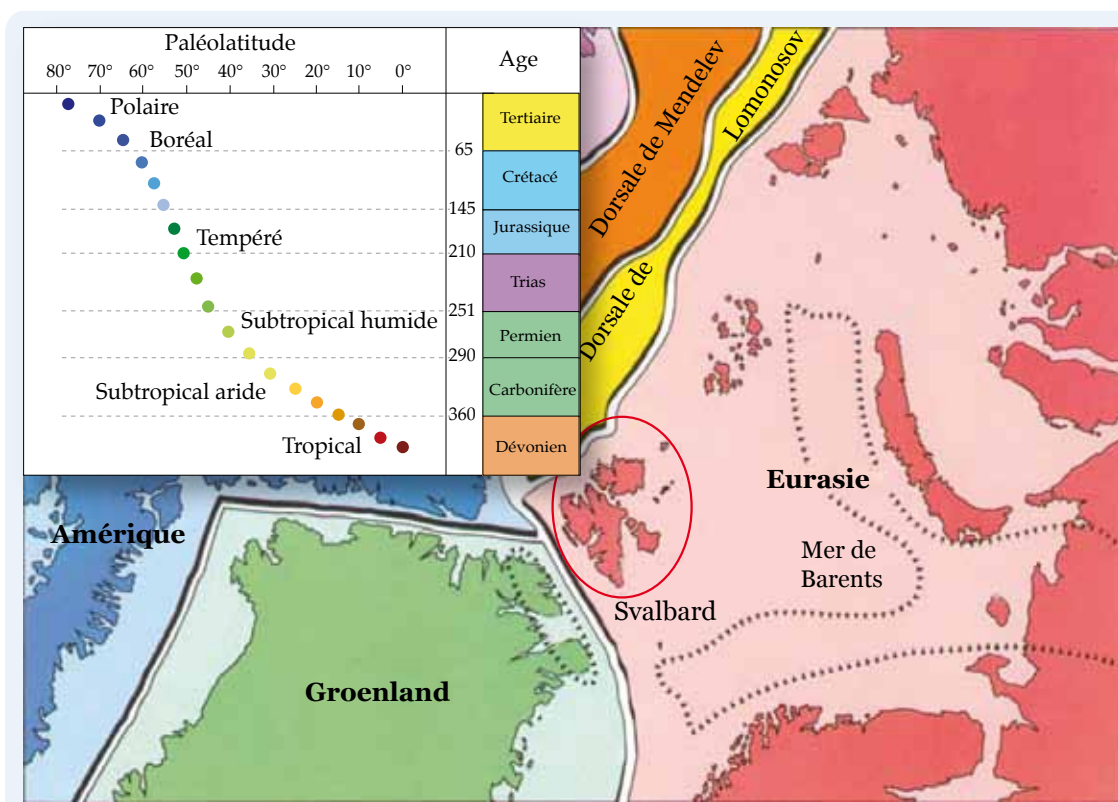 Paléolatitude
Age
80° 70° 60° 50° 40° 30° 20° 10° 0°
Polaire
Tertiaire
Boréal
65
Crétacé
145
Jurassique
Tempéré
210
Trias
251
Subtropical humide
Permien
290
Subtropical aride
Carbonifère
360
Tropical
Dévonien
Dorsale de Mendelev
Dorsale de Lomonosov
Amérique
Eurasie
Mer de
Barents
Svalbard
Groenland